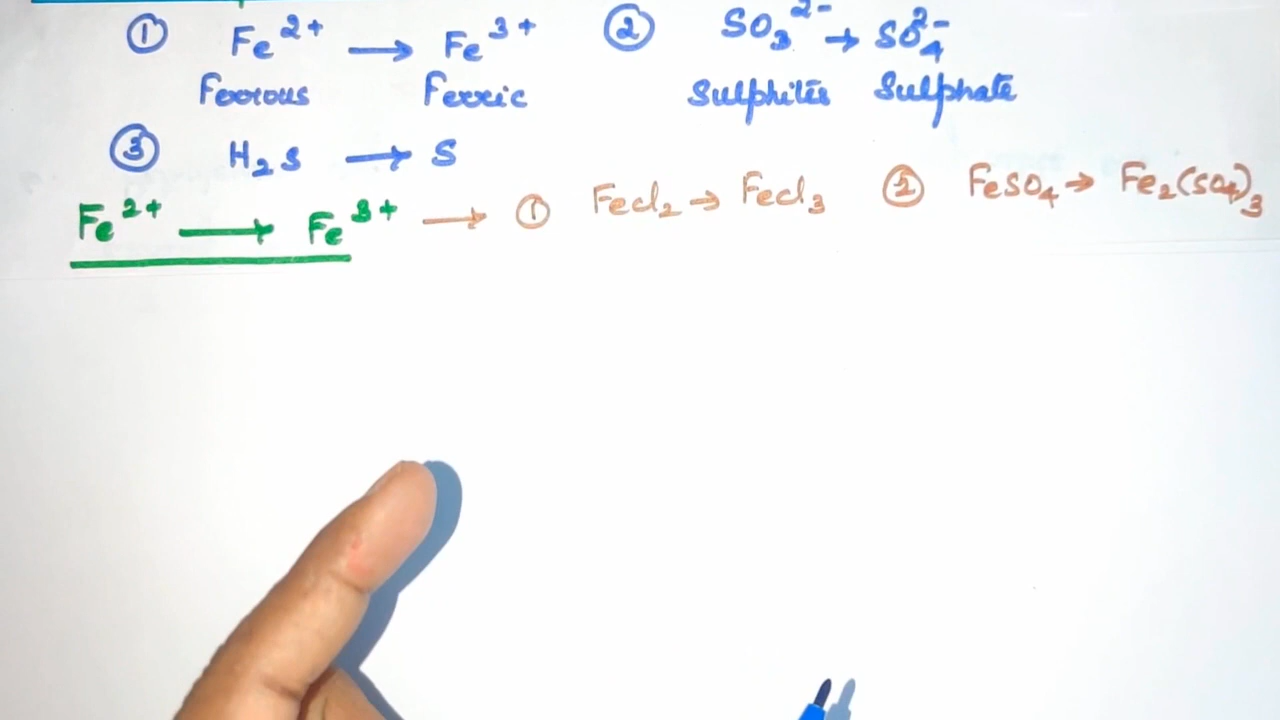 ① Fe²⁺ → Fe³⁺ ② SO₃²⁻ → SO₄²⁻
Ferrous Ferric Sulphites Sulphate
③ H₂S → S
Fe²⁺ → Fe³⁺ → ① FeCl₂ → FeCl₃ ② FeSO₄ → Fe₂(SO₄)₃